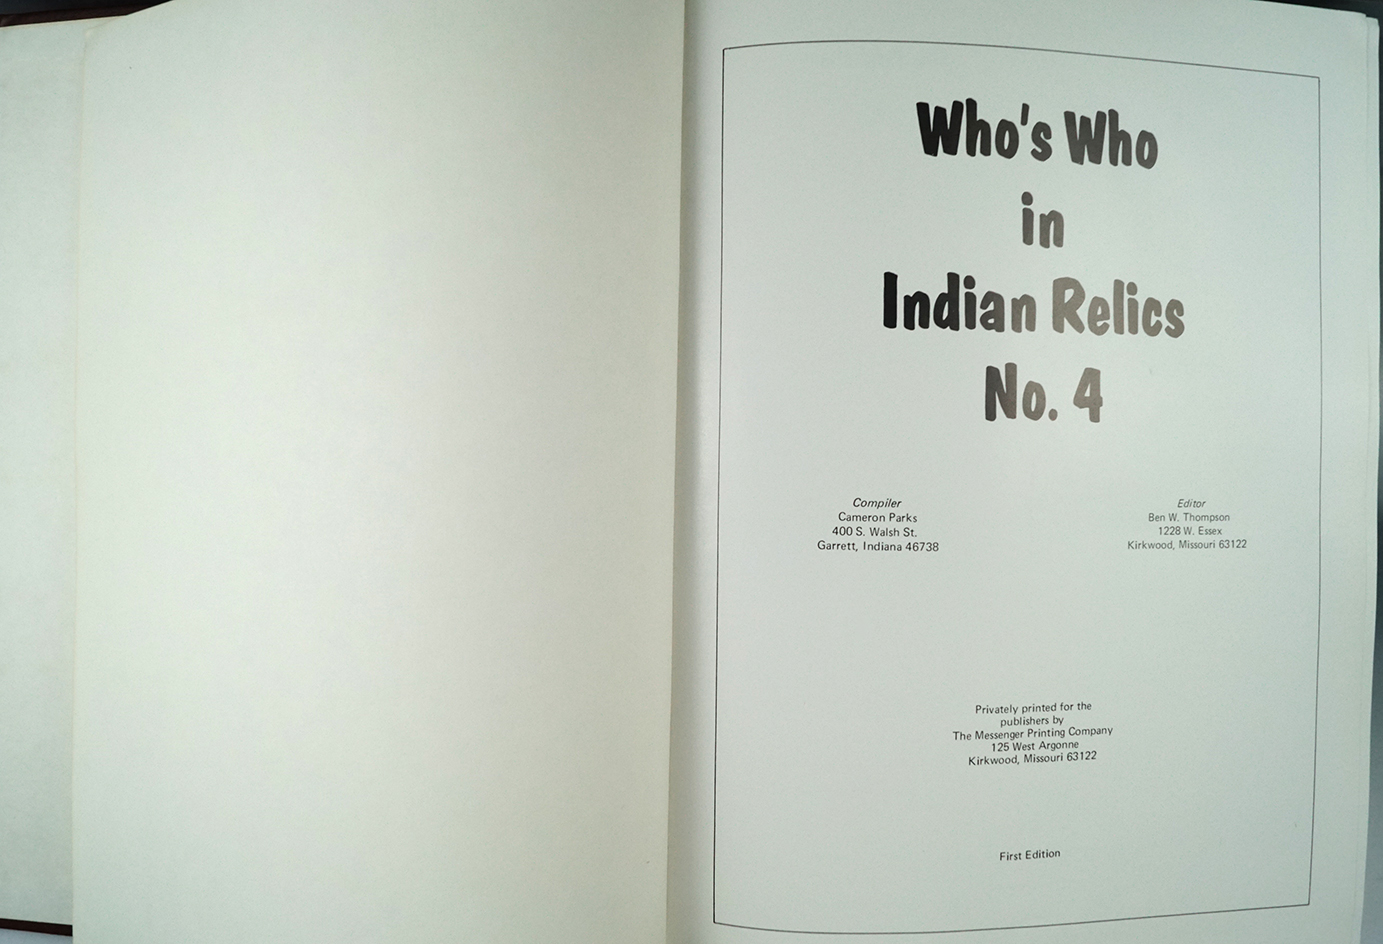 Who's Who
in
Indian Relics
No. 4
Compiler
Cameron Parks
400 S. Walsh St.
Garrett, Indiana 46738
Editor
Ben W. Thompson
1228 W. Essex
Kirkwood, Missouri 63122
Privately printed for the
publishers by
The Messenger Printing Company
125 West Argonne
Kirkwood, Missouri 63122
First Edition